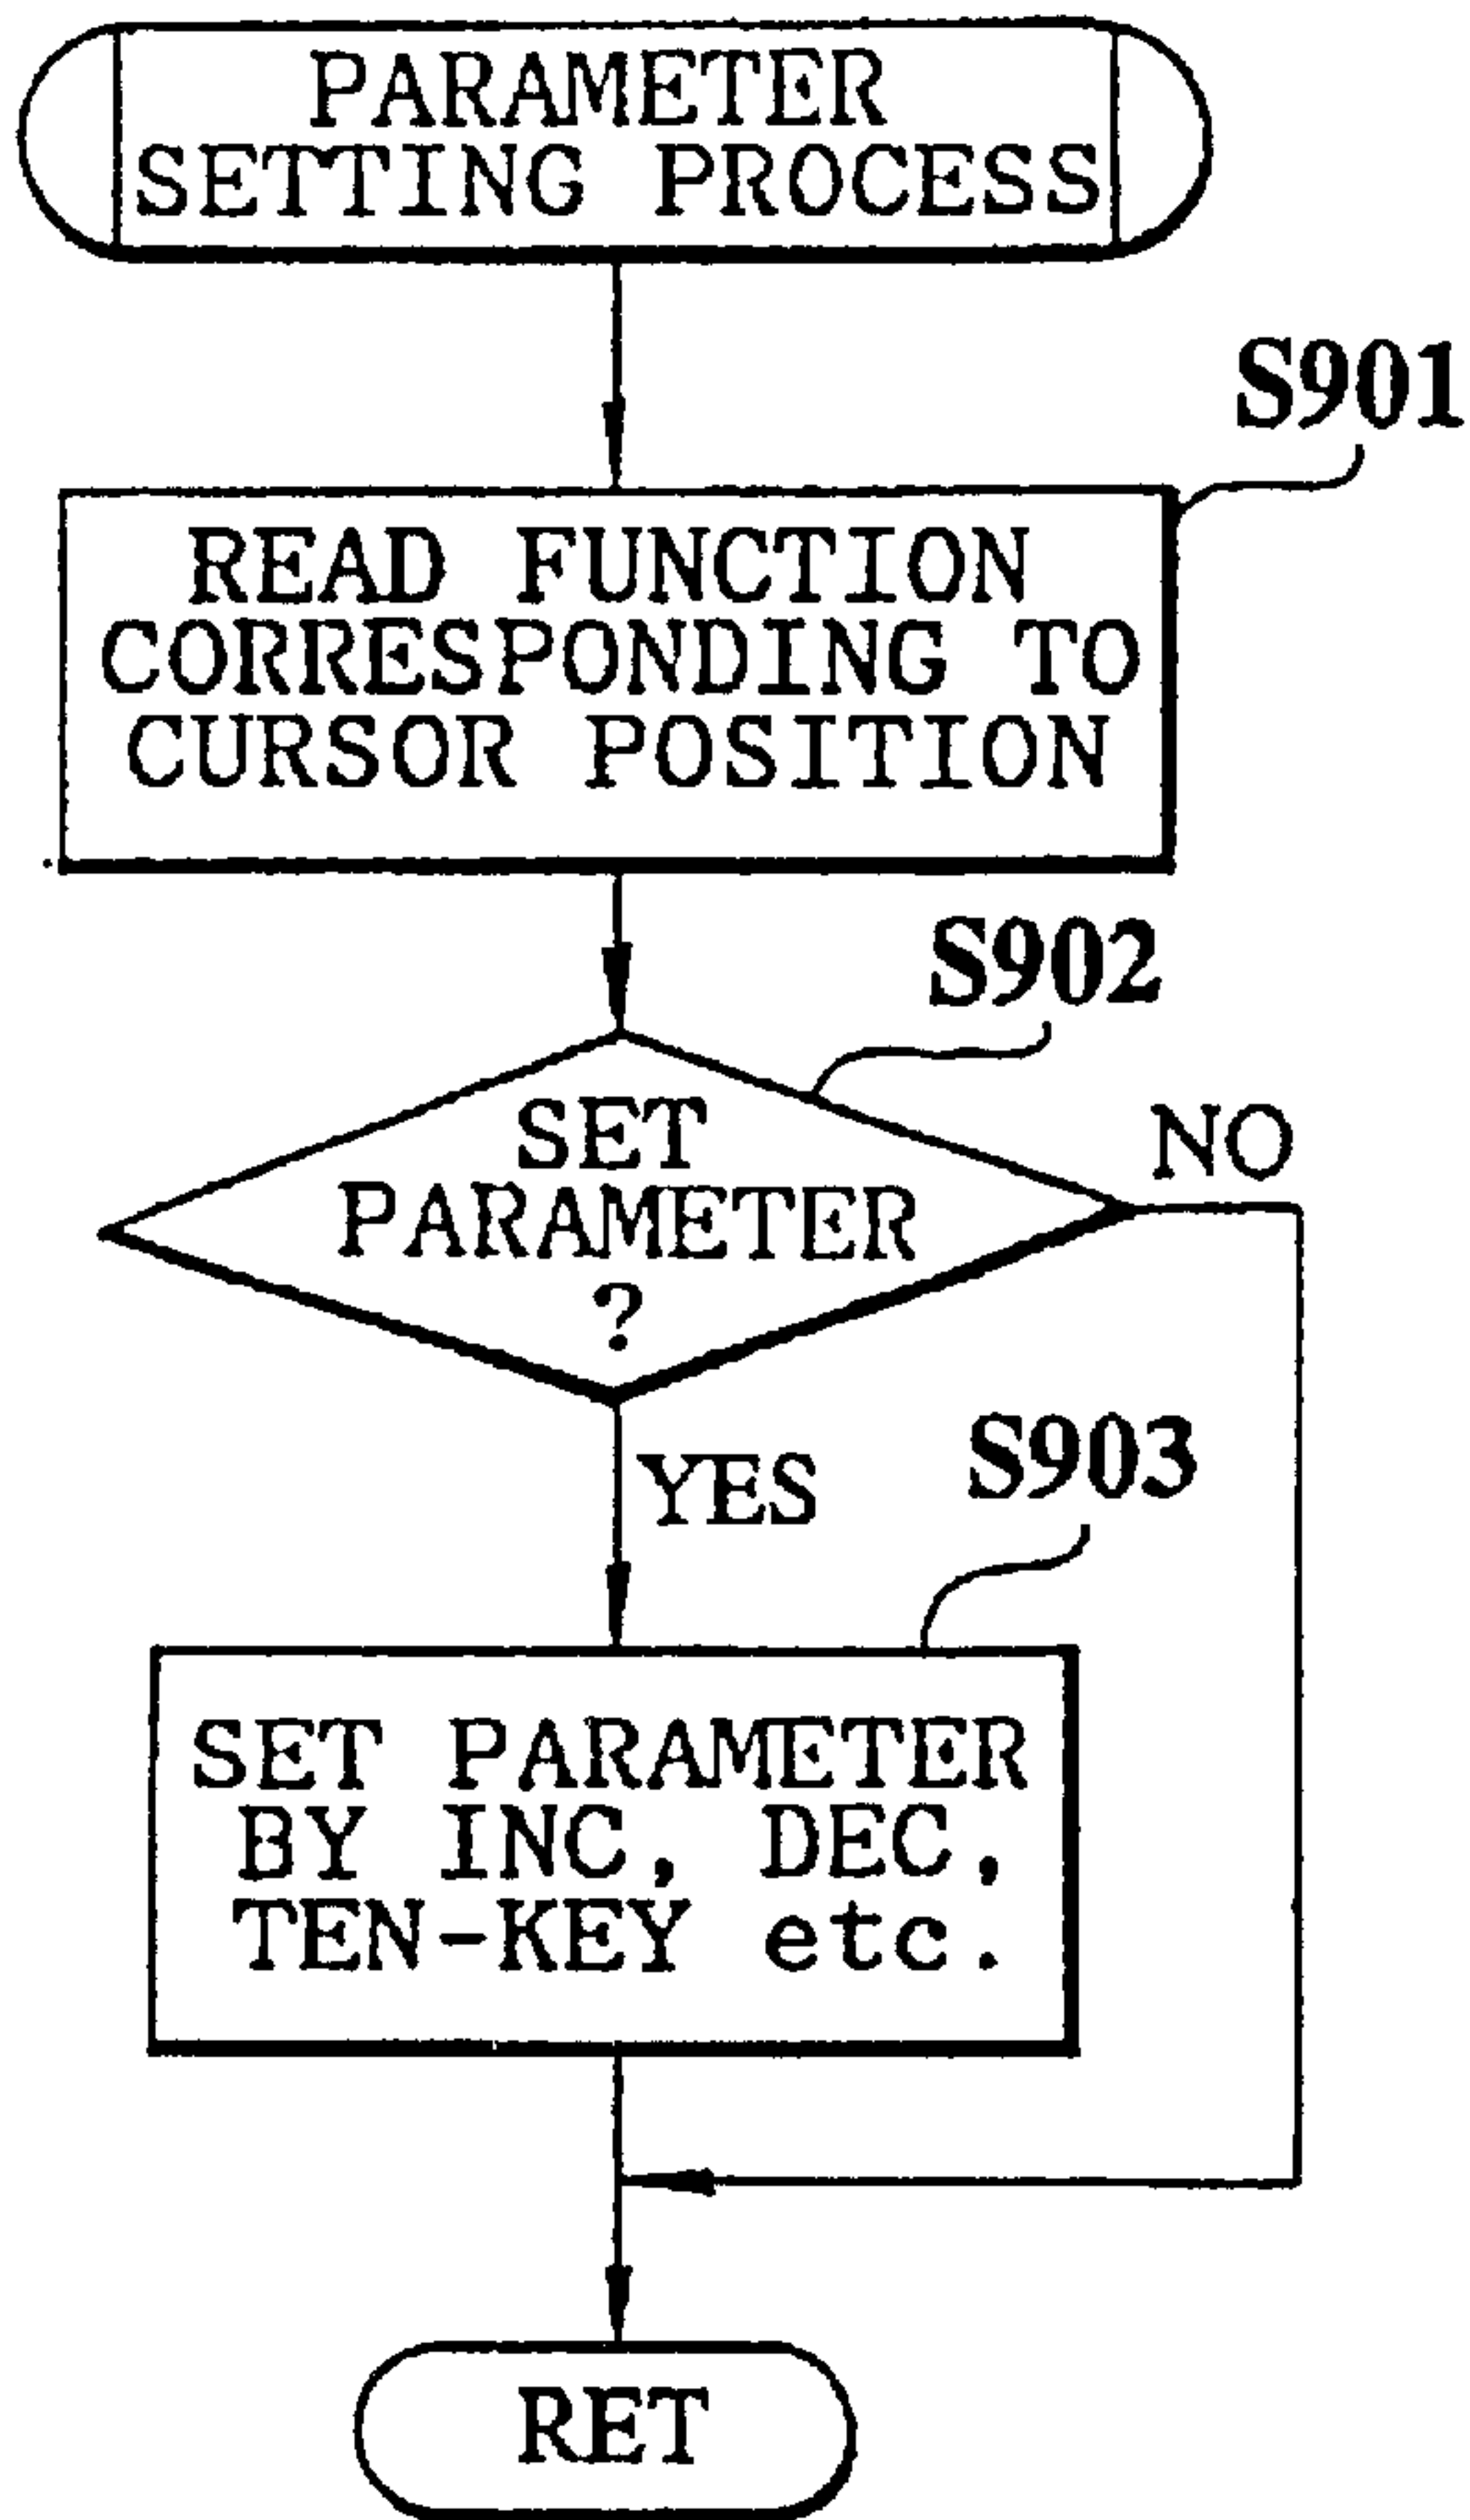 PARAMETER
SETTING PROCESS
S901
READ FUNCTION
CORRESPONDING TO
CURSOR POSITION
S902
SET
PARAMETER
?
NO
YES
S903
SET PARAMETER
BY INC, DEC,
TEN-KEY etc.
RET